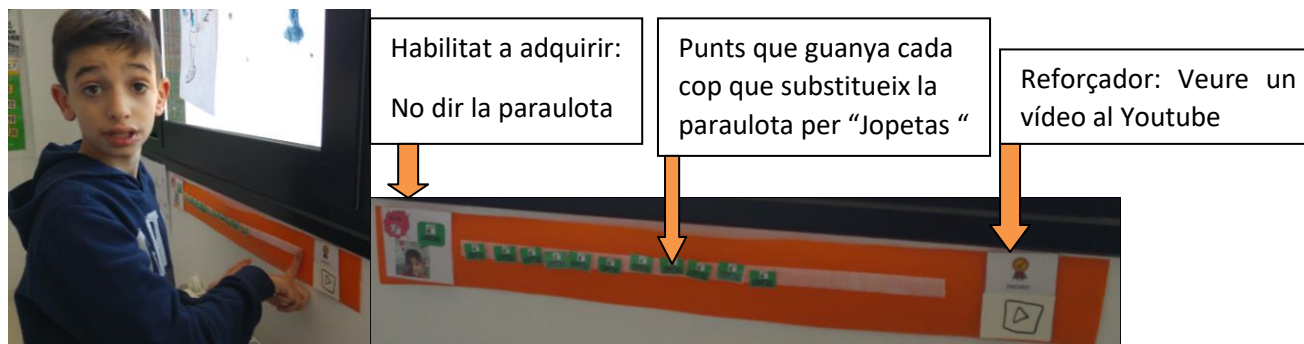 Habilitat a adquirir:
No dir la paraulota
Punts que guanya cada
cop que substitueix la
paraulota per “Jopetas “
Reforçador: Veure un
vídeo al Youtube